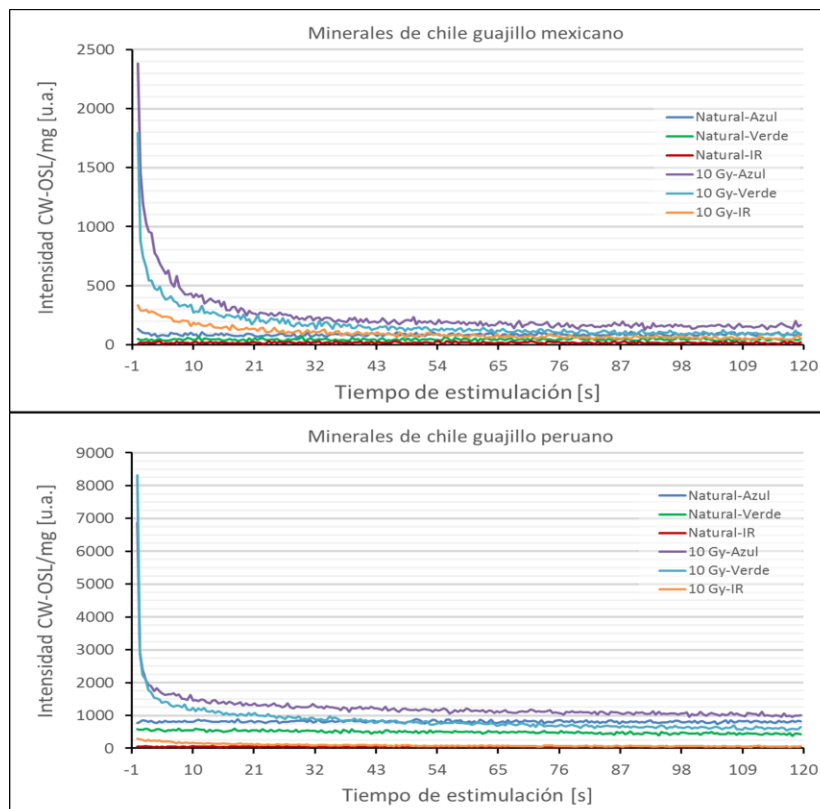 Minerales de chile guajillo mexicano
2500
2000
1500
1000
500
0
Intensidad CW-OSL/mg [u.a.]
Natural-Azul
Natural-Verde
Natural-IR
10 Gy-Azul
10 Gy-Verde
10 Gy-IR
-1 10 21 32 43 54 65 76 87 98 109 120
Tiempo de estimulación [s]
Minerales de chile guajillo peruano
9000
8000
7000
6000
5000
4000
3000
2000
1000
0
Intensidad CW-OSL/mg [u.a.]
Natural-Azul
Natural-Verde
Natural-IR
10 Gy-Azul
10 Gy-Verde
10 Gy-IR
-1 10 21 32 43 54 65 76 87 98 109 120
Tiempo de estimulación [s]